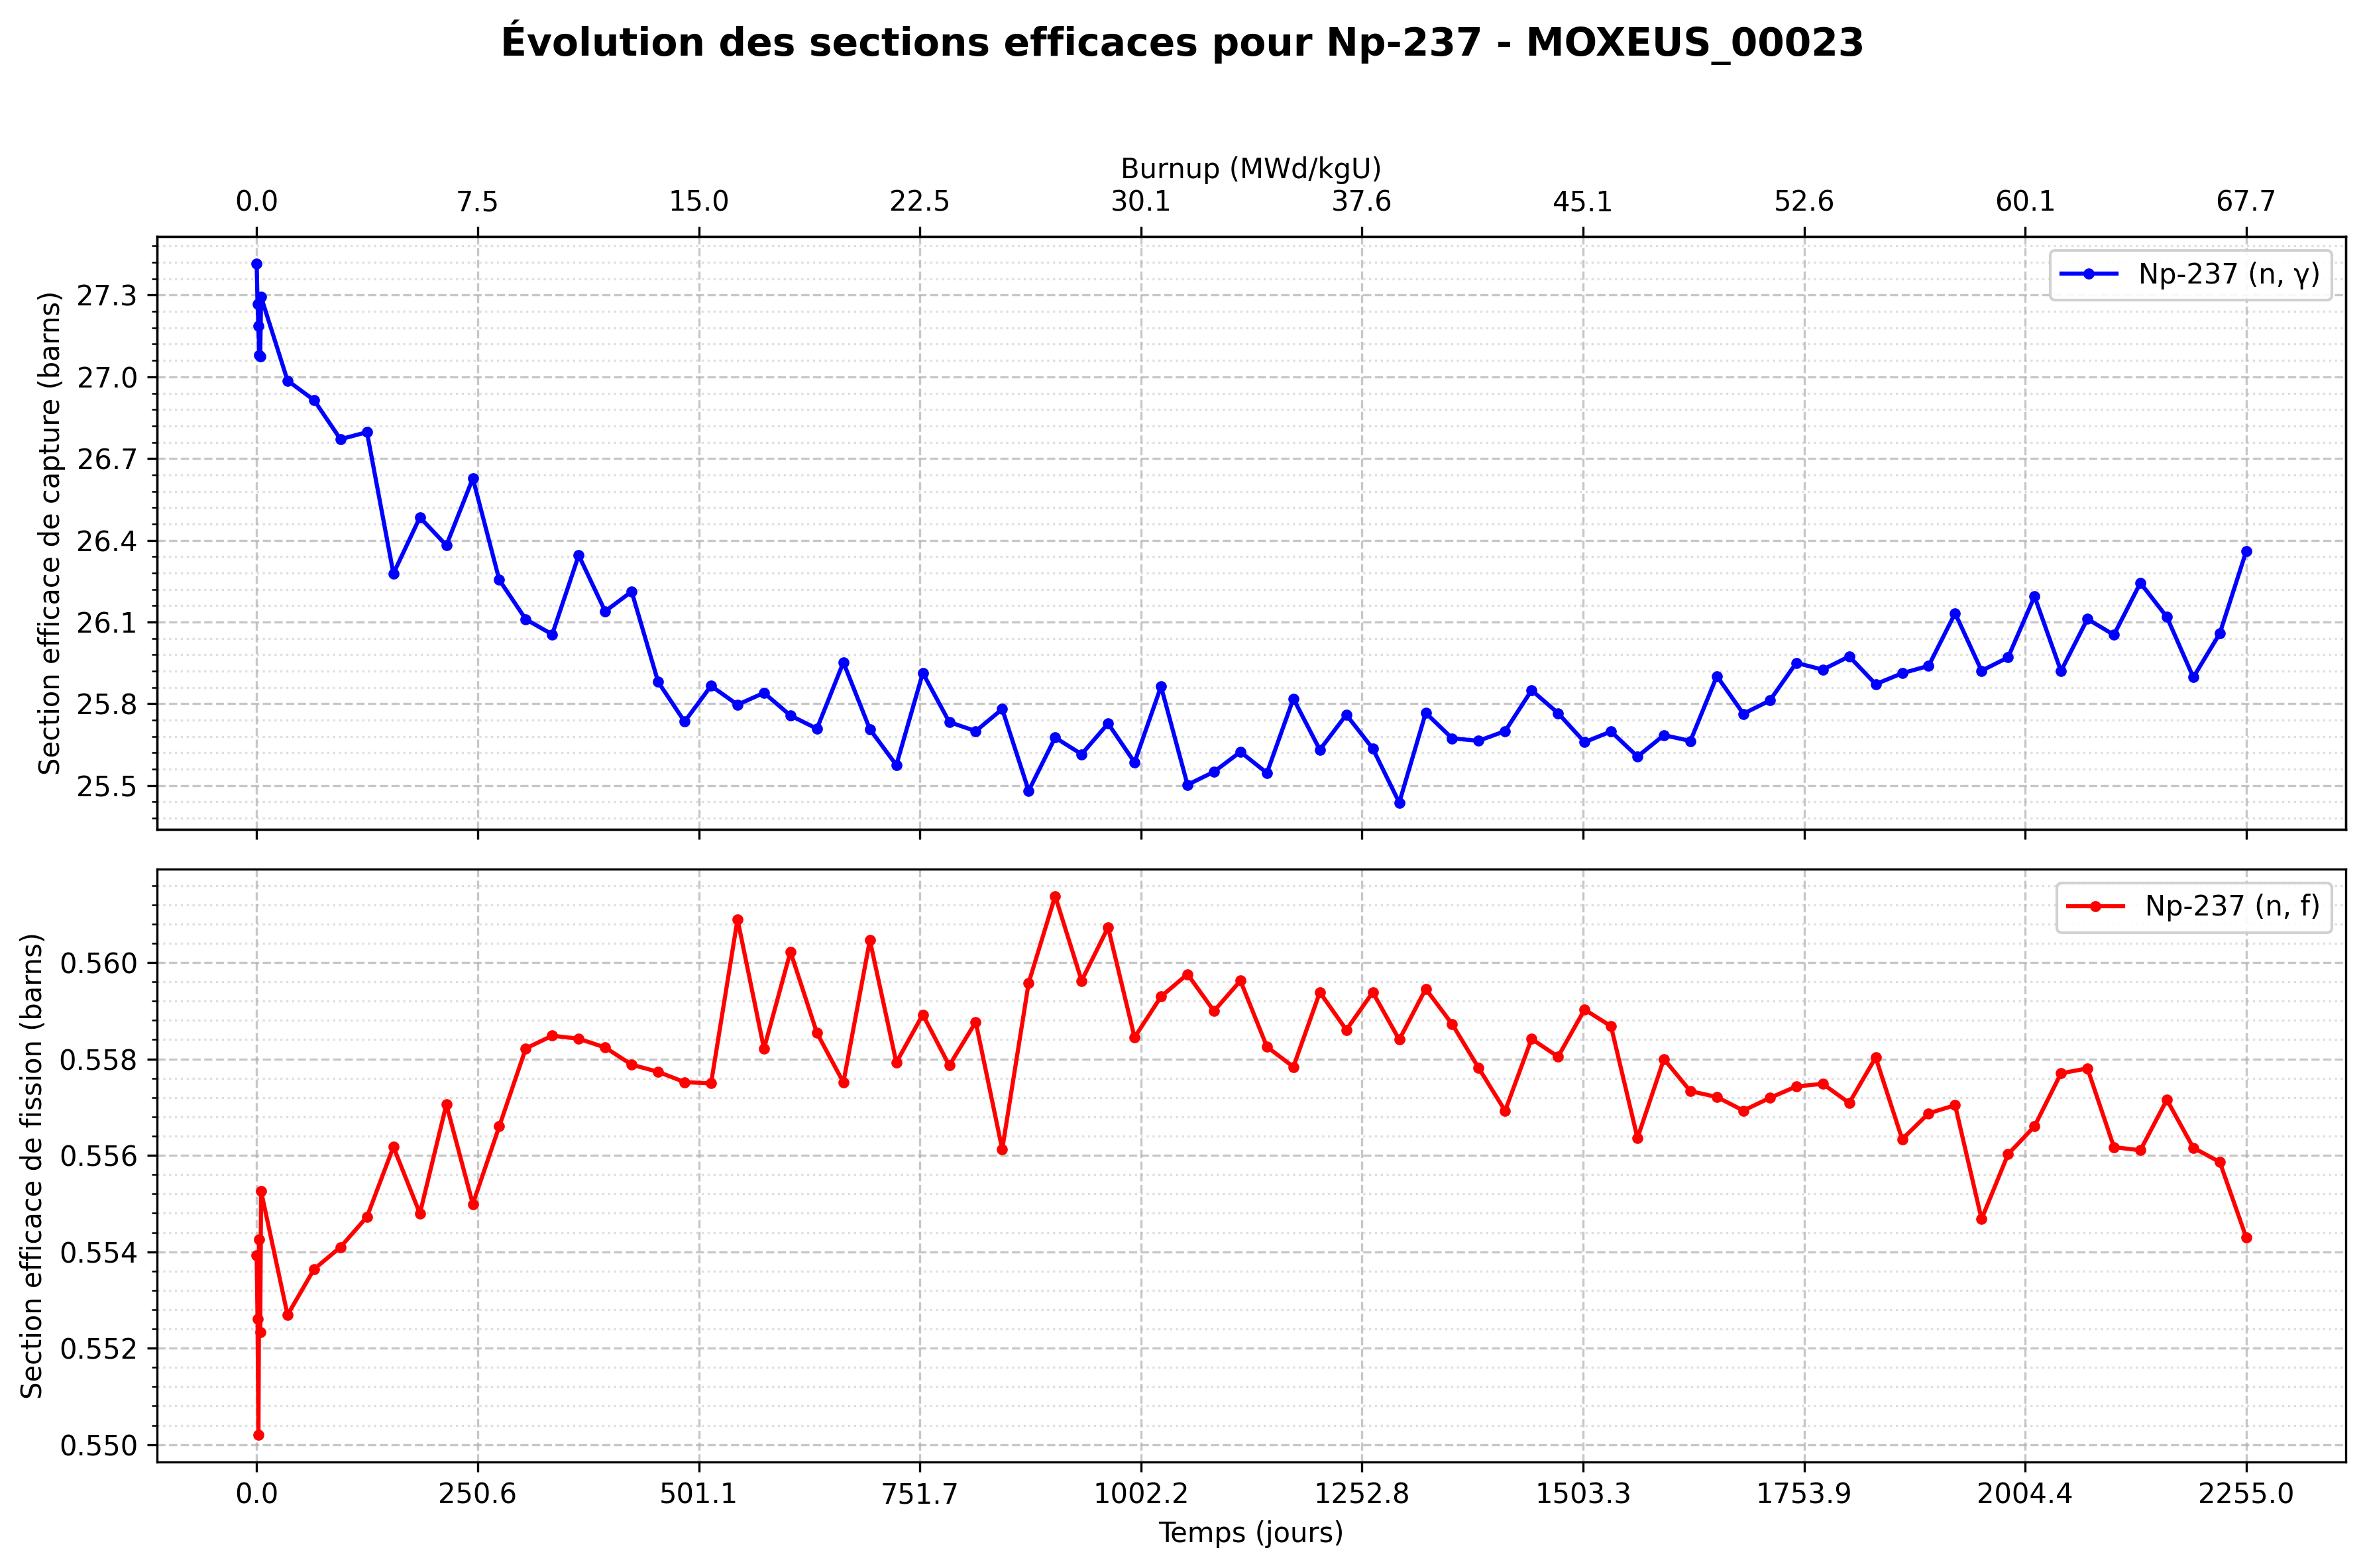 Évolution des sections efficaces pour Np-237 - MOXEUS_00023
Burnup (MWd/kgU)
0.0 7.5 15.0 22.5 30.1 37.6 45.1 52.6 60.1 67.7
Np-237 (n, γ)
Section efficace de capture (barns)
27.3
27.0
26.7
26.4
26.1
25.8
25.5
Np-237 (n, f)
Section efficace de fission (barns)
0.560
0.558
0.556
0.554
0.552
0.550
0.0 250.6 501.1 751.7 1002.2 1252.8 1503.3 1753.9 2004.4 2255.0
Temps (jours)